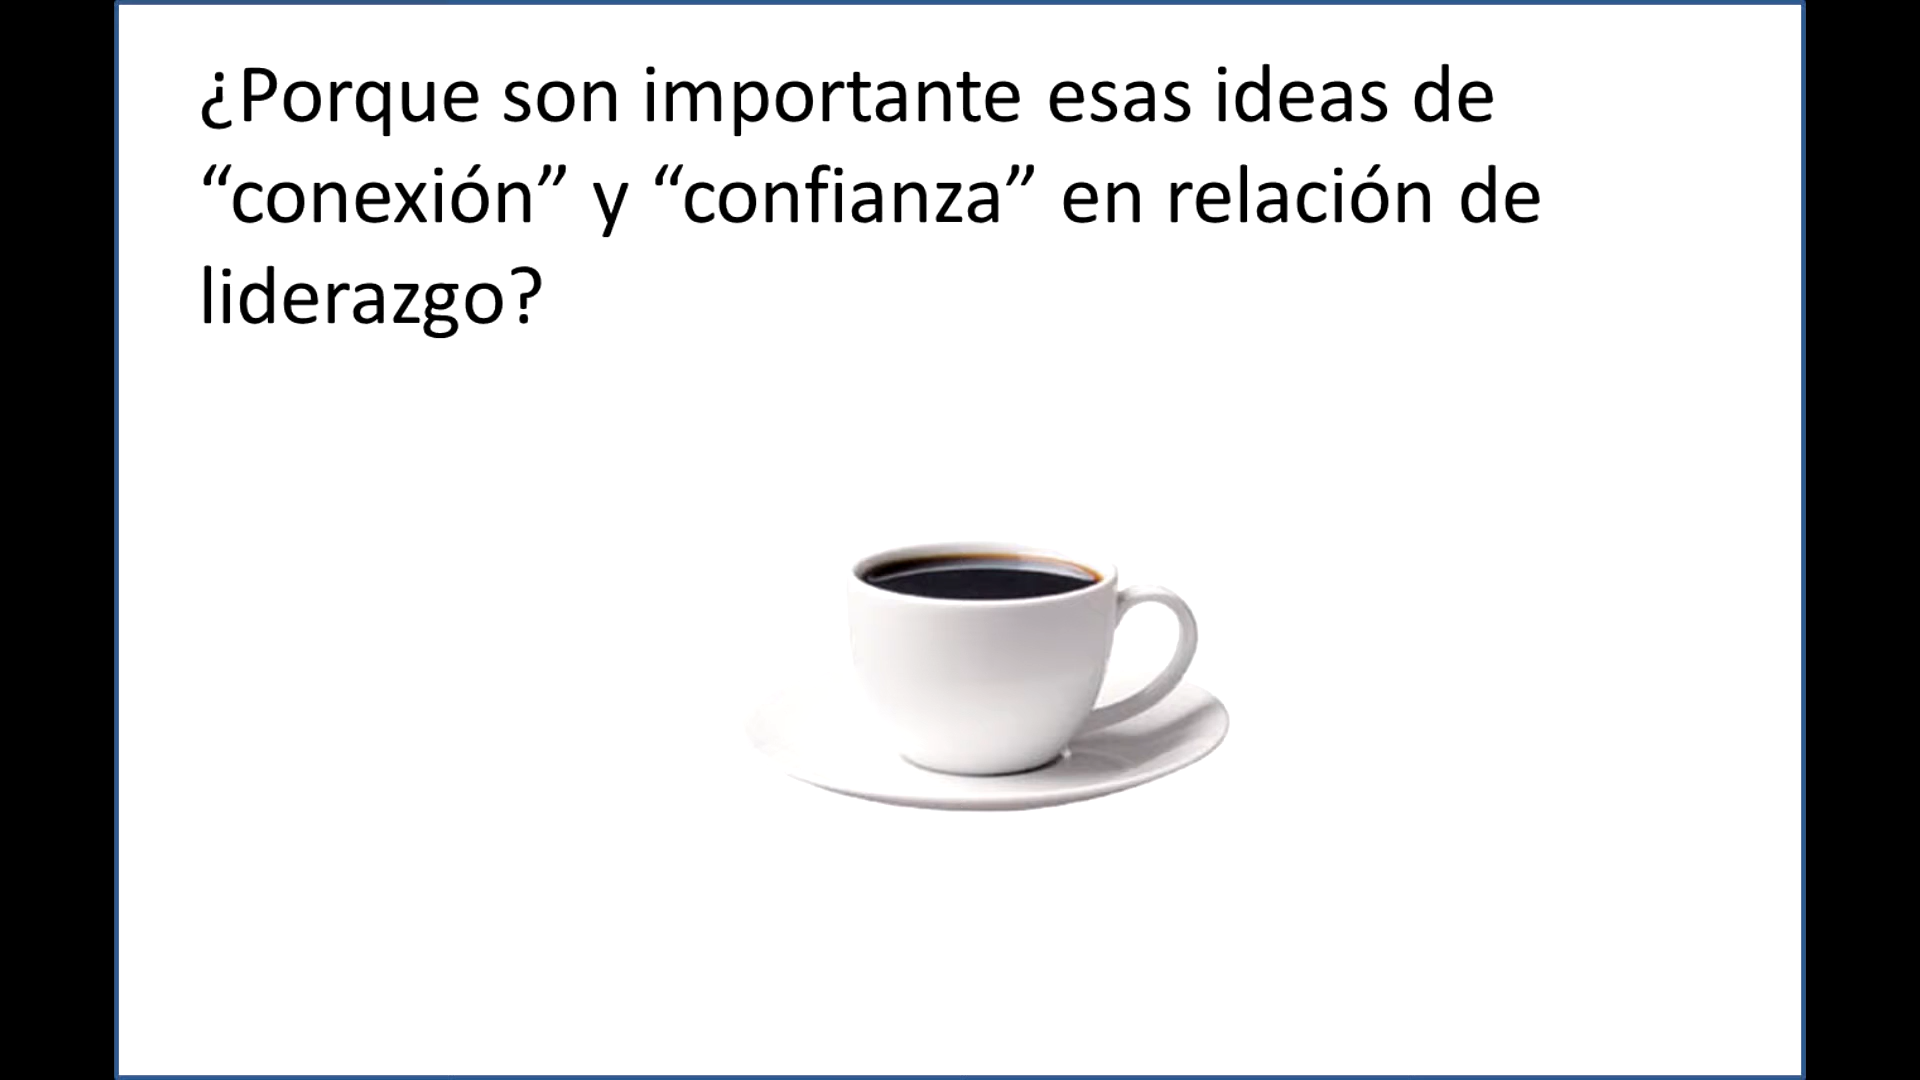 ¿Porque son importante esas ideas de
“conexión” y “confianza” en relación de
liderazgo?